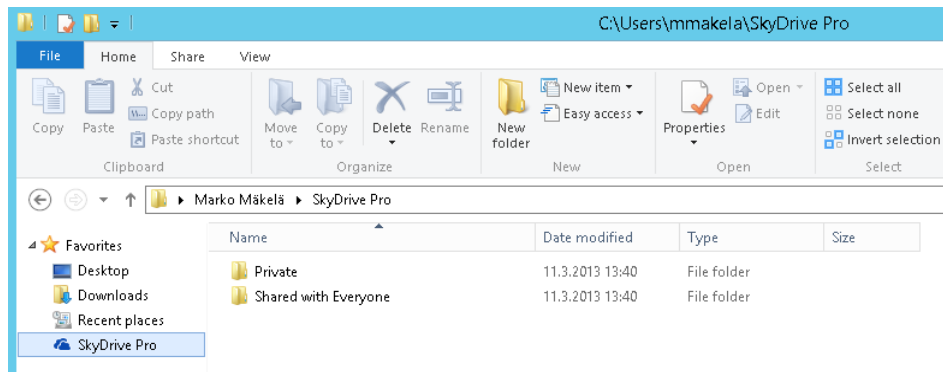 C:\Users\mmakela\SkyDrive Pro
File Home Share View
Copy Paste Cut Copy path Paste shortcut
Move to Copy to Delete Rename
New folder New item Easy access
Properties Open Edit
Select all Select none Invert selection
Clipboard Organize New Open Select
Marko Mäkelä SkyDrive Pro
Favorites
Desktop
Downloads
Recent places
SkyDrive Pro
Name Date modified Type Size
Private 11.3.2013 13:40 File folder
Shared with Everyone 11.3.2013 13:40 File folder